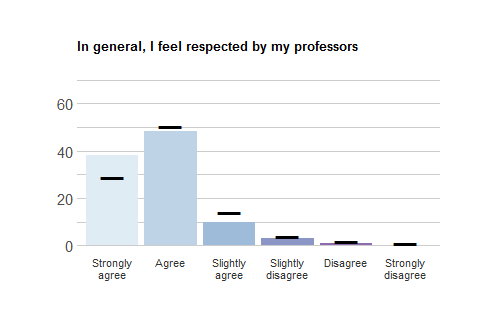 In general, I feel respected by my professors
60
40
20
0
Strongly
agree
Agree
Slightly
agree
Slightly
disagree
Disagree
Strongly
disagree